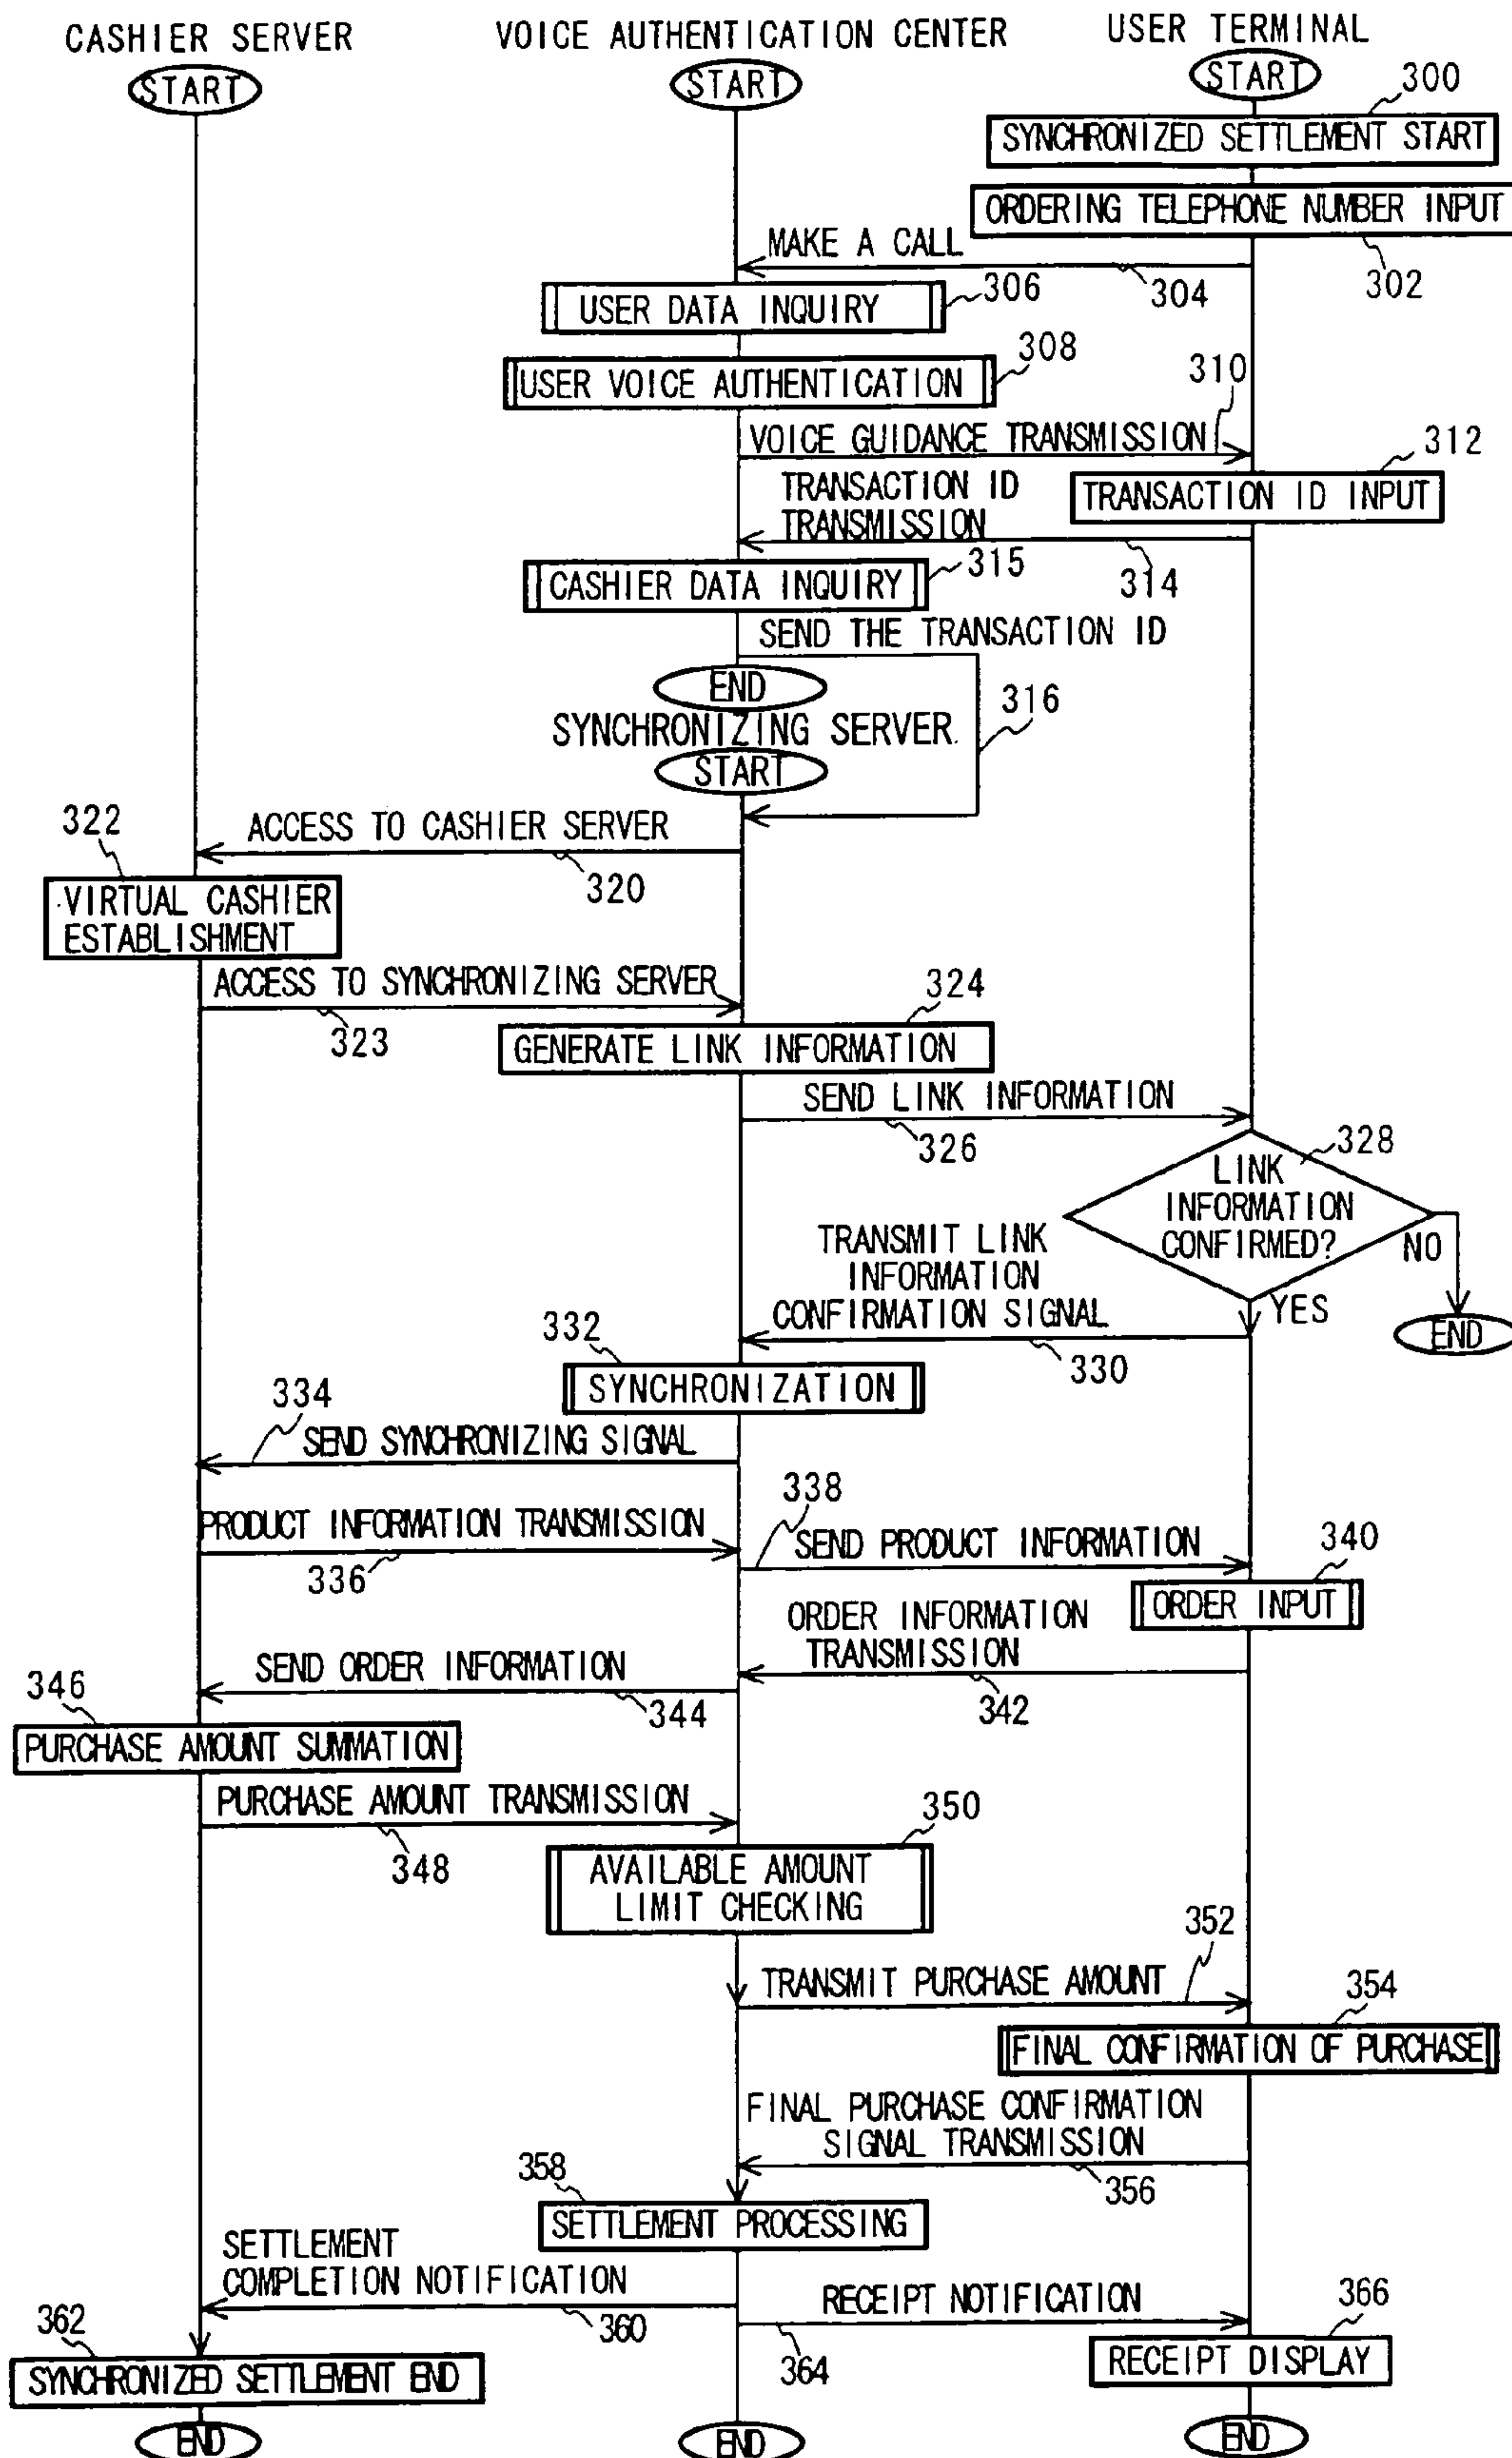 CASHIER SERVER
VOICE AUTHENTICATION CENTER
USER TERMINAL
START
START
START
300
SYNCHRONIZED SETTLEMENT START
ORDERING TELEPHONE NUMBER INPUT
302
MAKE A CALL
304
USER DATA INQUIRY
306
USER VOICE AUTHENTICATION
308
310
VOICE GUIDANCE TRANSMISSION
312
TRANSACTION ID INPUT
TRANSACTION ID
TRANSMISSION
314
CASHIER DATA INQUIRY
315
SEND THE TRANSACTION ID
END
316
SYNCHRONIZING SERVER
START
322
ACCESS TO CASHIER SERVER
320
VIRTUAL CASHIER
ESTABLISHMENT
ACCESS TO SYNCHRONIZING SERVER
323
324
GENERATE LINK INFORMATION
SEND LINK INFORMATION
326
328
LINK
INFORMATION
CONFIRMED?
NO
YES
END
TRANSMIT LINK
INFORMATION
CONFIRMATION SIGNAL
330
332
SYNCHRONIZATION
334
SEND SYNCHRONIZING SIGNAL
PRODUCT INFORMATION TRANSMISSION
336
338
SEND PRODUCT INFORMATION
340
ORDER INPUT
ORDER INFORMATION
TRANSMISSION
342
SEND ORDER INFORMATION
344
346
PURCHASE AMOUNT SUMMATION
PURCHASE AMOUNT TRANSMISSION
348
350
AVAILABLE AMOUNT
LIMIT CHECKING
352
TRANSMIT PURCHASE AMOUNT
354
FINAL CONFIRMATION OF PURCHASE
FINAL PURCHASE CONFIRMATION
SIGNAL TRANSMISSION
356
358
SETTLEMENT PROCESSING
SETTLEMENT
COMPLETION NOTIFICATION
360
RECEIPT NOTIFICATION
364
362
SYNCHRONIZED SETTLEMENT END
366
RECEIPT DISPLAY
END
END
END